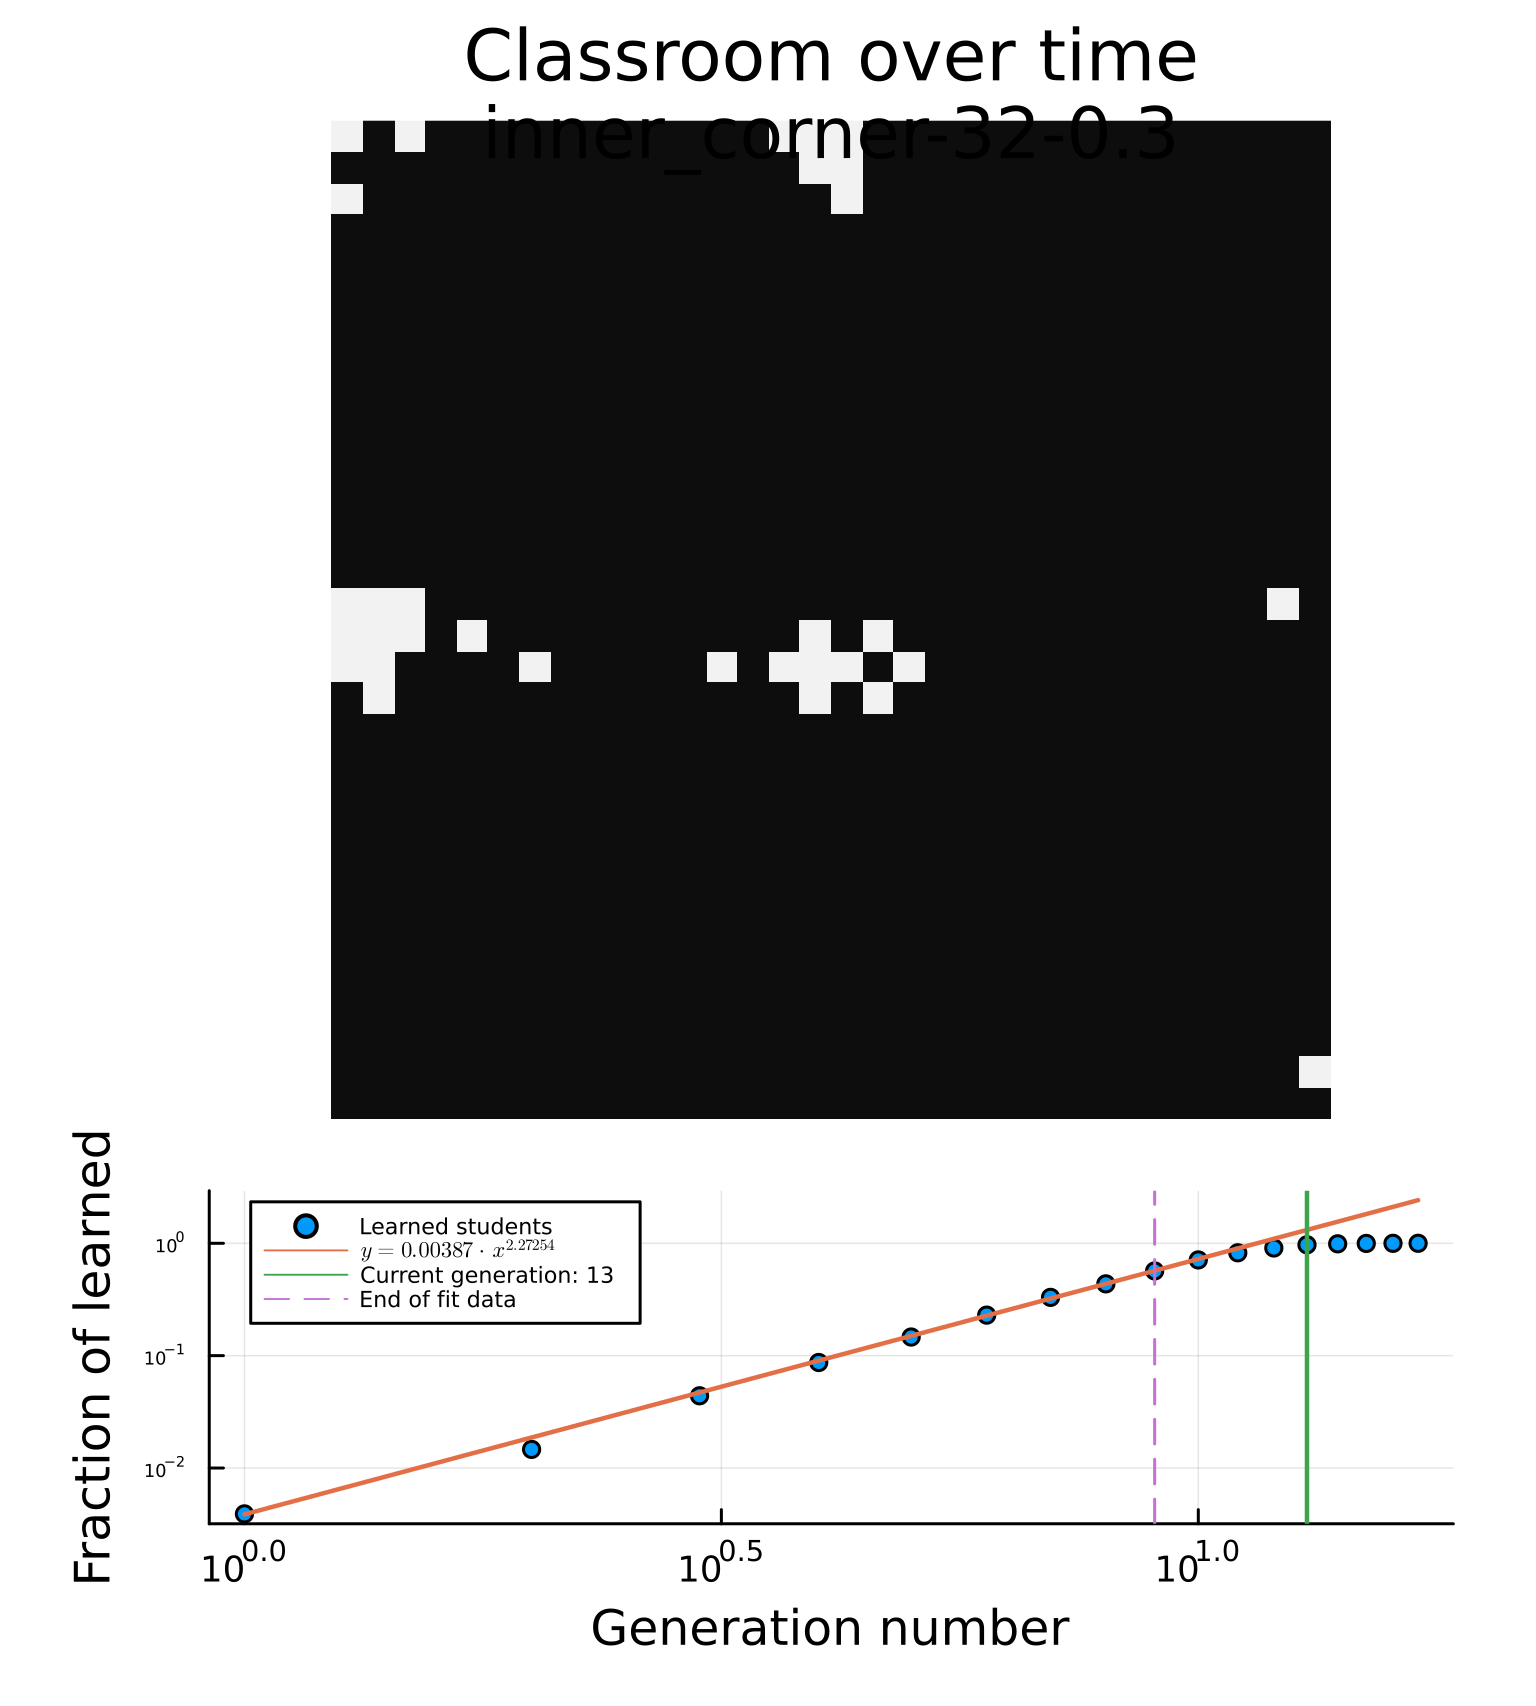 Classroom over time
inner_corner-32-0.3
Fraction of learned
10⁰
10⁻¹
10⁻²
Learned students
y = 0.00387 · x^2.27254
Current generation: 13
End of fit data
10^0.0
10^0.5
10^1.0
Generation number